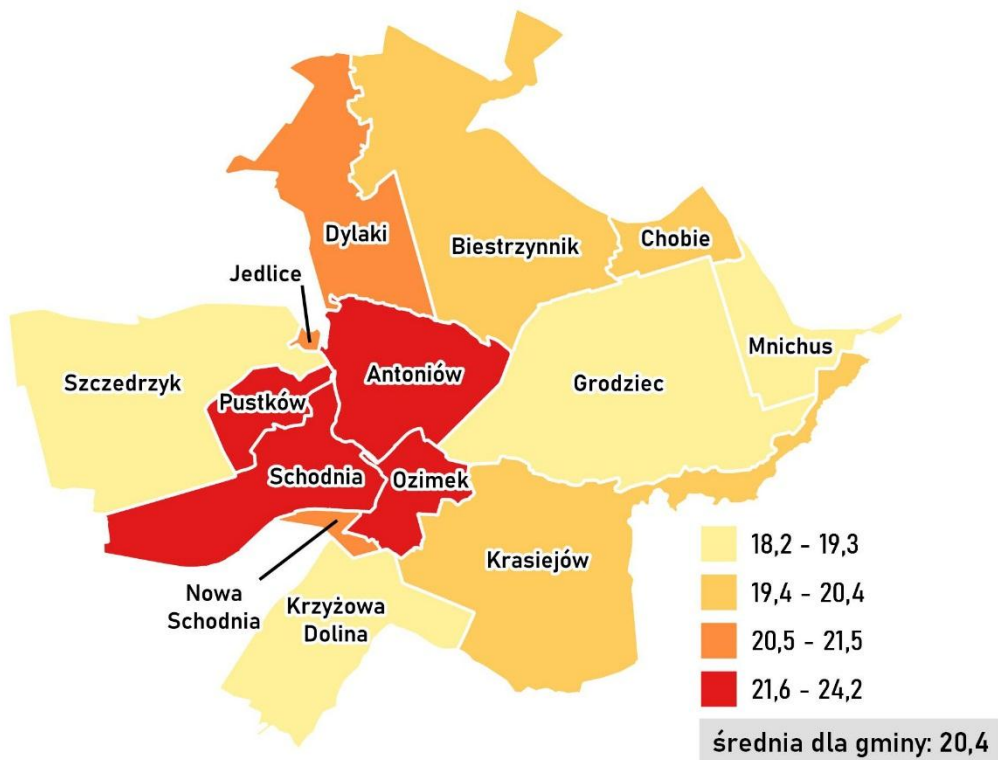 Dylaki
Biestrzynnik
Chobie
Jedlice
Mnichus
Szczedrzyk
Antoniów
Grodziec
Pustków
Schodnia
Ozimek
Krasiejów
Nowa
Schodnia
Krzyżowa
Dolina
18,2 - 19,3
19,4 - 20,4
20,5 - 21,5
21,6 - 24,2
średnia dla gminy: 20,4